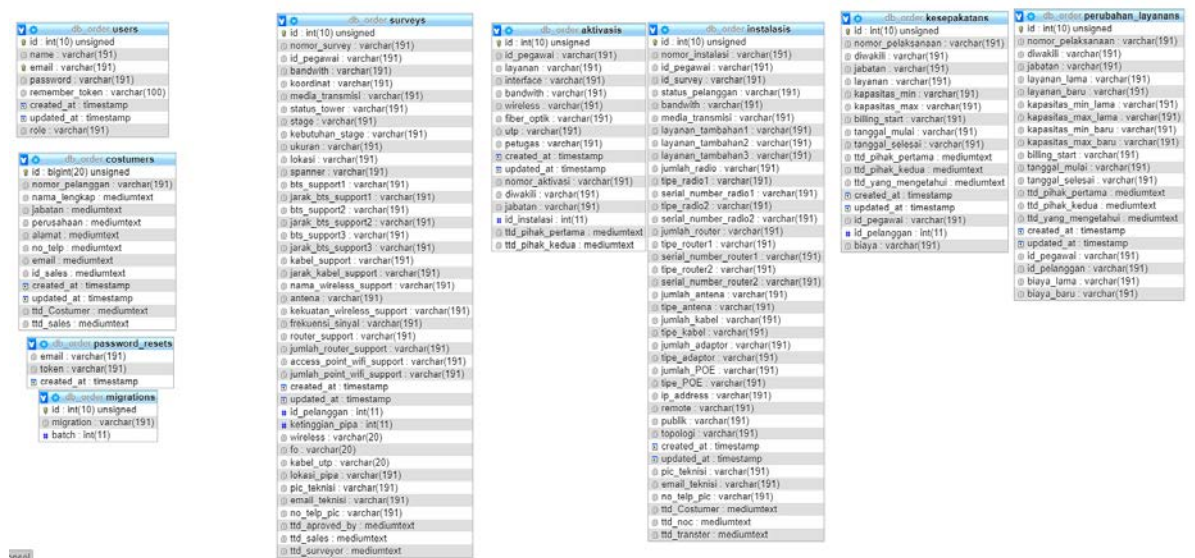 db_order.users
id : int(10) unsigned
name : varchar(191)
email : varchar(191)
password : varchar(191)
remember_token : varchar(100)
created_at : timestamp
updated_at : timestamp
role : varchar(191)
db_order.costumers
id : bigint(20) unsigned
nomor_pelanggan : varchar(191)
nama_lengkap : mediumtext
jabatan : mediumtext
perusahaan : mediumtext
alamat : mediumtext
no_telp : mediumtext
email : mediumtext
id_sales : mediumtext
created_at : timestamp
updated_at : timestamp
ttd_Costumer : mediumtext
ttd_sales : mediumtext
db_order.password_resets
email : varchar(191)
token : varchar(191)
created_at : timestamp
db_order.migrations
id : int(10) unsigned
migration : varchar(191)
batch : int(11)
db_order.surveys
id : int(10) unsigned
nomor_survey : varchar(191)
id_pegawai : varchar(191)
bandwith : varchar(191)
koordinat : varchar(191)
media_transmisi : varchar(191)
status_tower : varchar(191)
stage : varchar(191)
kebutuhan_stage : varchar(191)
ukuran : varchar(191)
lokasi : varchar(191)
spanner : varchar(191)
bts_support1 : varchar(191)
jarak_bts_support1 : varchar(191)
bts_support2 : varchar(191)
jarak_bts_support2 : varchar(191)
bts_support3 : varchar(191)
jarak_bts_support3 : varchar(191)
kabel_support : varchar(191)
jarak_kabel_support : varchar(191)
nama_wireless_support : varchar(191)
antena : varchar(191)
kekuatan_wireless_support : varchar(191)
frekuensi_sinyal : varchar(191)
router_support : varchar(191)
jumlah_router_support : varchar(191)
access_point_wifi_support : varchar(191)
jumlah_point_wifi_support : varchar(191)
created_at : timestamp
updated_at : timestamp
id_pelanggan : int(11)
ketinggian_pipa : int(11)
wireless : varchar(20)
fo : varchar(20)
kabel_utp : varchar(20)
lokasi_pipa : varchar(191)
pic_teknisi : varchar(191)
email_teknisi : varchar(191)
no_telp_pic : varchar(191)
ttd_aproved_by : mediumtext
ttd_sales : mediumtext
ttd_surveyor : mediumtext
db_order.aktivasis
id : int(10) unsigned
id_pegawai : varchar(191)
layanan : varchar(191)
interface : varchar(191)
bandwith : varchar(191)
wireless : varchar(191)
fiber_optik : varchar(191)
utp : varchar(191)
petugas : varchar(191)
created_at : timestamp
updated_at : timestamp
nomor_aktivasi : varchar(191)
diwakili : varchar(191)
jabatan : varchar(191)
id_instalasi : int(11)
ttd_pihak_pertama : mediumtext
ttd_pihak_kedua : mediumtext
db_order.instalasis
id : int(10) unsigned
nomor_instalasi : varchar(191)
id_pegawai : varchar(191)
id_survey : varchar(191)
status_pelanggan : varchar(191)
bandwith : varchar(191)
media_transmisi : varchar(191)
layanan_tambahan1 : varchar(191)
layanan_tambahan2 : varchar(191)
layanan_tambahan3 : varchar(191)
jumlah_radio : varchar(191)
tipe_radio1 : varchar(191)
serial_number_radio1 : varchar(191)
tipe_radio2 : varchar(191)
serial_number_radio2 : varchar(191)
jumlah_router : varchar(191)
tipe_router1 : varchar(191)
serial_number_router1 : varchar(191)
tipe_router2 : varchar(191)
serial_number_router2 : varchar(191)
jumlah_antena : varchar(191)
tipe_antena : varchar(191)
jumlah_kabel : varchar(191)
tipe_kabel : varchar(191)
jumlah_adaptor : varchar(191)
tipe_adaptor : varchar(191)
jumlah_POE : varchar(191)
tipe_POE : varchar(191)
ip_address : varchar(191)
remote : varchar(191)
publik : varchar(191)
topologi : varchar(191)
created_at : timestamp
updated_at : timestamp
pic_teknisi : varchar(191)
email_teknisi : varchar(191)
no_telp_pic : varchar(191)
ttd_Costumer : mediumtext
ttd_noc : mediumtext
ttd_transter : mediumtext
db_order.kesepakatans
id : int(10) unsigned
nomor_pelaksanaan : varchar(191)
diwakili : varchar(191)
jabatan : varchar(191)
layanan : varchar(191)
kapasitas_min : varchar(191)
kapasitas_max : varchar(191)
billing_start : varchar(191)
tanggal_mulai : varchar(191)
tanggal_selesai : varchar(191)
ttd_pihak_pertama : mediumtext
ttd_pihak_kedua : mediumtext
ttd_yang_mengetahui : mediumtext
created_at : timestamp
updated_at : timestamp
id_pegawai : varchar(191)
id_pelanggan : int(11)
biaya : varchar(191)
db_order.perubahan_layanans
id : int(10) unsigned
nomor_pelaksanaan : varchar(191)
diwakili : varchar(191)
jabatan : varchar(191)
layanan_lama : varchar(191)
layanan_baru : varchar(191)
kapasitas_min_lama : varchar(191)
kapasitas_max_lama : varchar(191)
kapasitas_min_baru : varchar(191)
kapasitas_max_baru : varchar(191)
billing_start : varchar(191)
tanggal_mulai : varchar(191)
tanggal_selesai : varchar(191)
ttd_pihak_pertama : mediumtext
ttd_pihak_kedua : mediumtext
ttd_yang_mengetahui : mediumtext
created_at : timestamp
updated_at : timestamp
id_pegawai : varchar(191)
id_pelanggan : varchar(191)
biaya_lama : varchar(191)
biaya_baru : varchar(191)